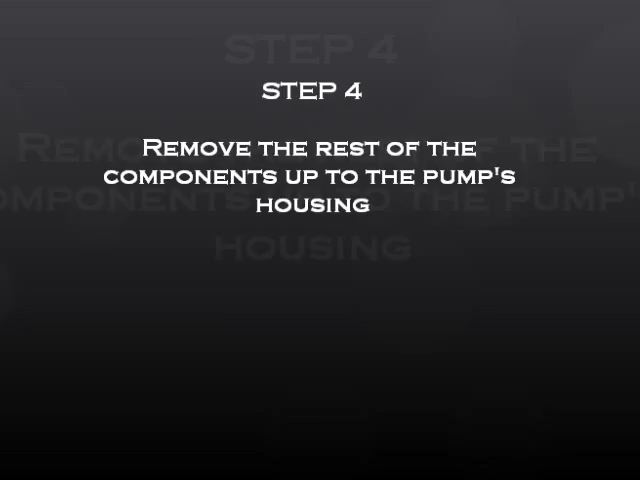 STEP 4
Remove the rest of the
components up to the pump's
housing